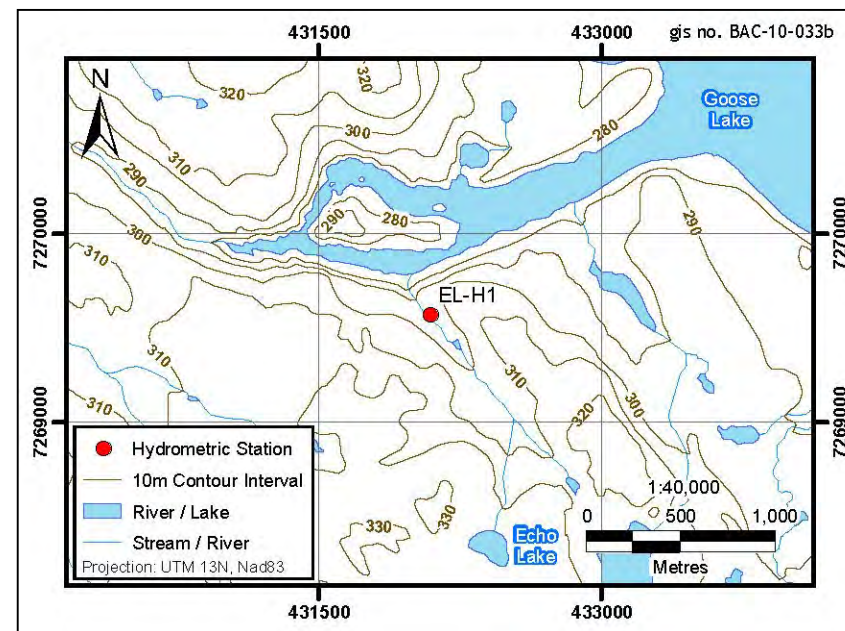 431500
433000
gis no. BAC-10-033b
N
320
320
310
300
280
Goose
Lake
290
300
310
290
280
290
7270000
7270000
EL-H1
310
310
310
300
320
7269000
7269000
330
330
Hydrometric Station
10m Contour Interval
River / Lake
Stream / River
Projection: UTM 13N, Nad83
Echo
Lake
1:40,000
0 500 1,000
Metres
431500
433000